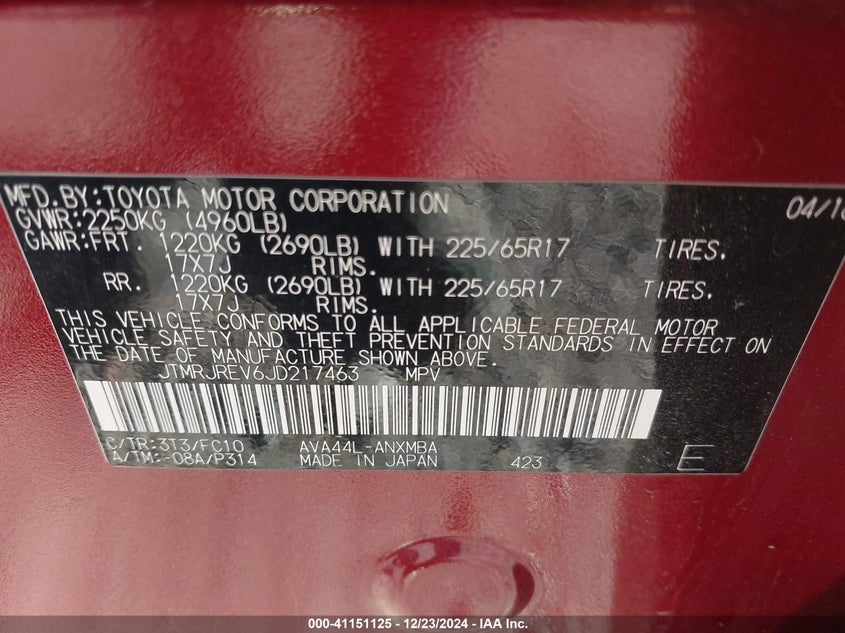 MFD.BY:TOYOTA MOTOR CORPORATION 04/18
GVWR:2250KG (4960LB)
GAWR:FRT. 1220KG (2690LB) WITH 225/65R17 TIRES.
17X7J RIMS.
RR. 1220KG (2690LB) WITH 225/65R17 TIRES,
17X7J RIMS.
THIS VEHICLE CONFORMS TO ALL APPLICABLE FEDERAL MOTOR
VEHICLE SAFETY AND THEFT PREVENTION STANDARDS IN EFFECT ON
THE DATE OF MANUFACTURE SHOWN ABOVE.
JTMRJREV6JD217463 MPV
C/TR:3T3/FC10 AVA44L-ANXMBA
A/TM:-08A/P314 MADE IN JAPAN 423 E
000-41151125 - 12/23/2024 - IAA Inc.